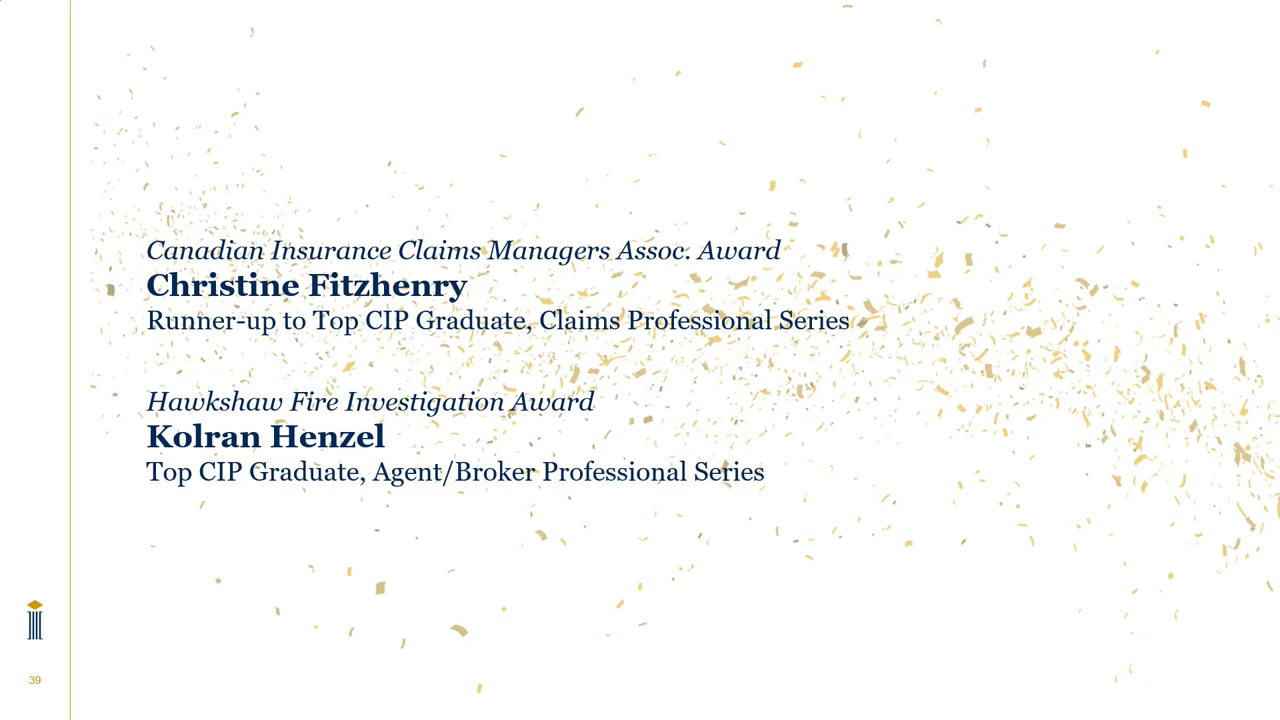 Canadian Insurance Claims Managers Assoc. Award
Christine Fitzhenry
Runner-up to Top CIP Graduate, Claims Professional Series
Hawkshaw Fire Investigation Award
Kolran Henzel
Top CIP Graduate, Agent/Broker Professional Series
39